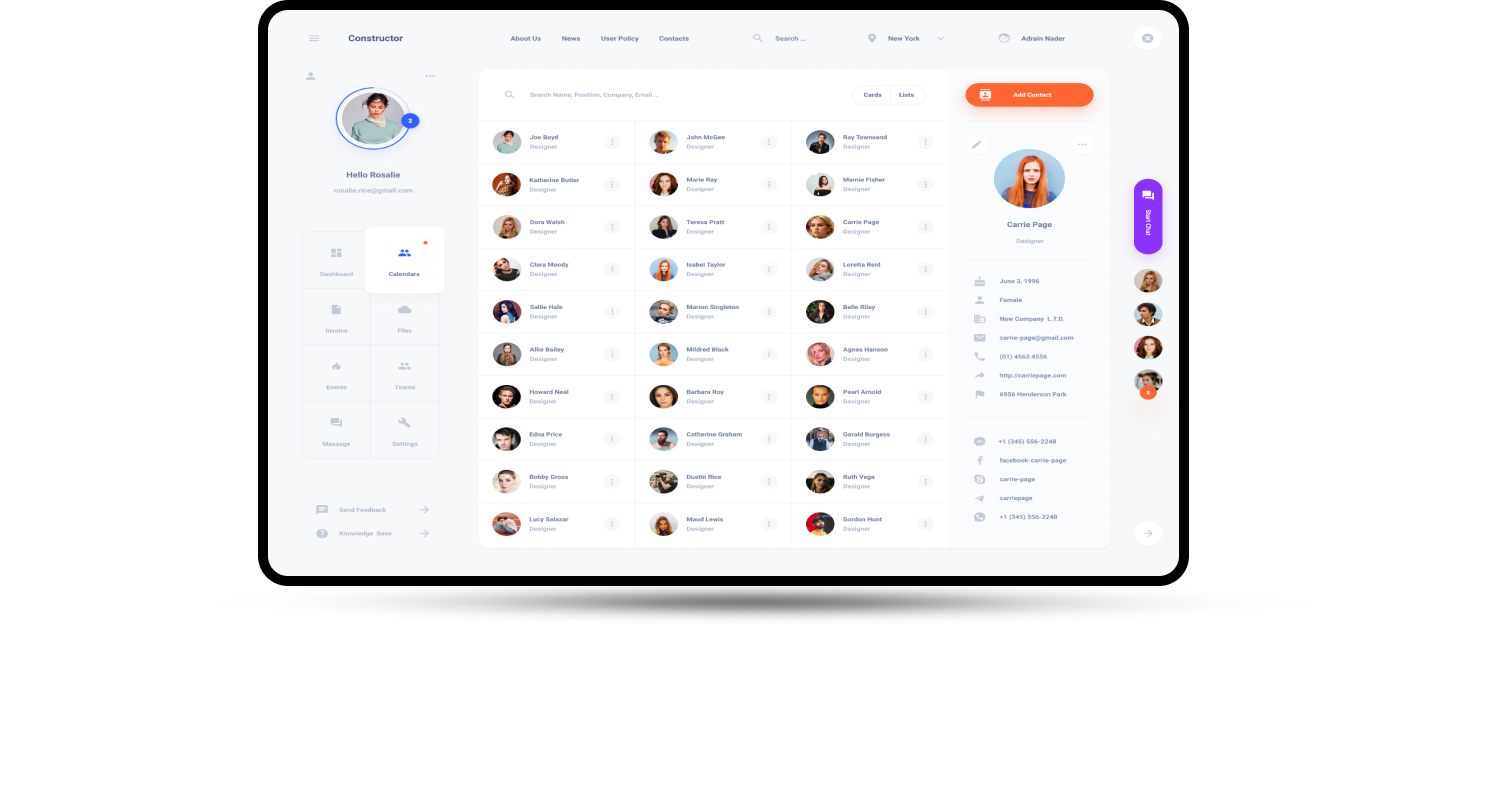 Constructor
About Us
News
User Policy
Contacts
Search ...
New York
Adrain Nader
2
Hello Rosalie
rosalie.rice@gmail.com
Dashboard
Calendars
Invoice
Files
Events
Teams
Massage
Settings
Send Feedback
Knowledge Base
Search Name, Position, Company, Email ...
Cards
Lists
Joe Boyd
Designer
John McGee
Designer
Ray Townsend
Designer
Katherine Butler
Designer
Marie Ray
Designer
Mamie Fisher
Designer
Dora Walsh
Designer
Teresa Pratt
Designer
Carrie Page
Designer
Clara Moody
Designer
Isabel Taylor
Designer
Loretta Reid
Designer
Sallie Hale
Designer
Marion Singleton
Designer
Belle Riley
Designer
Allie Bailey
Designer
Mildred Black
Designer
Agnes Hanson
Designer
Howard Neal
Designer
Barbara Roy
Designer
Pearl Arnold
Designer
Edna Price
Designer
Catherine Graham
Designer
Gerald Burgess
Designer
Bobby Gross
Designer
Dustin Rice
Designer
Ruth Vega
Designer
Lucy Salazar
Designer
Maud Lewis
Designer
Gordon Hunt
Designer
Add Contact
Carrie Page
Designer
June 3, 1996
Female
New Company L.T.D.
carrie-page@gmail.com
(01) 4563 4556
http://carriepage.com
6956 Henderson Park
+1 (345) 556-2248
facebook-carrie-page
carrie-page
carriepage
+1 (345) 556-2248
Start Chat